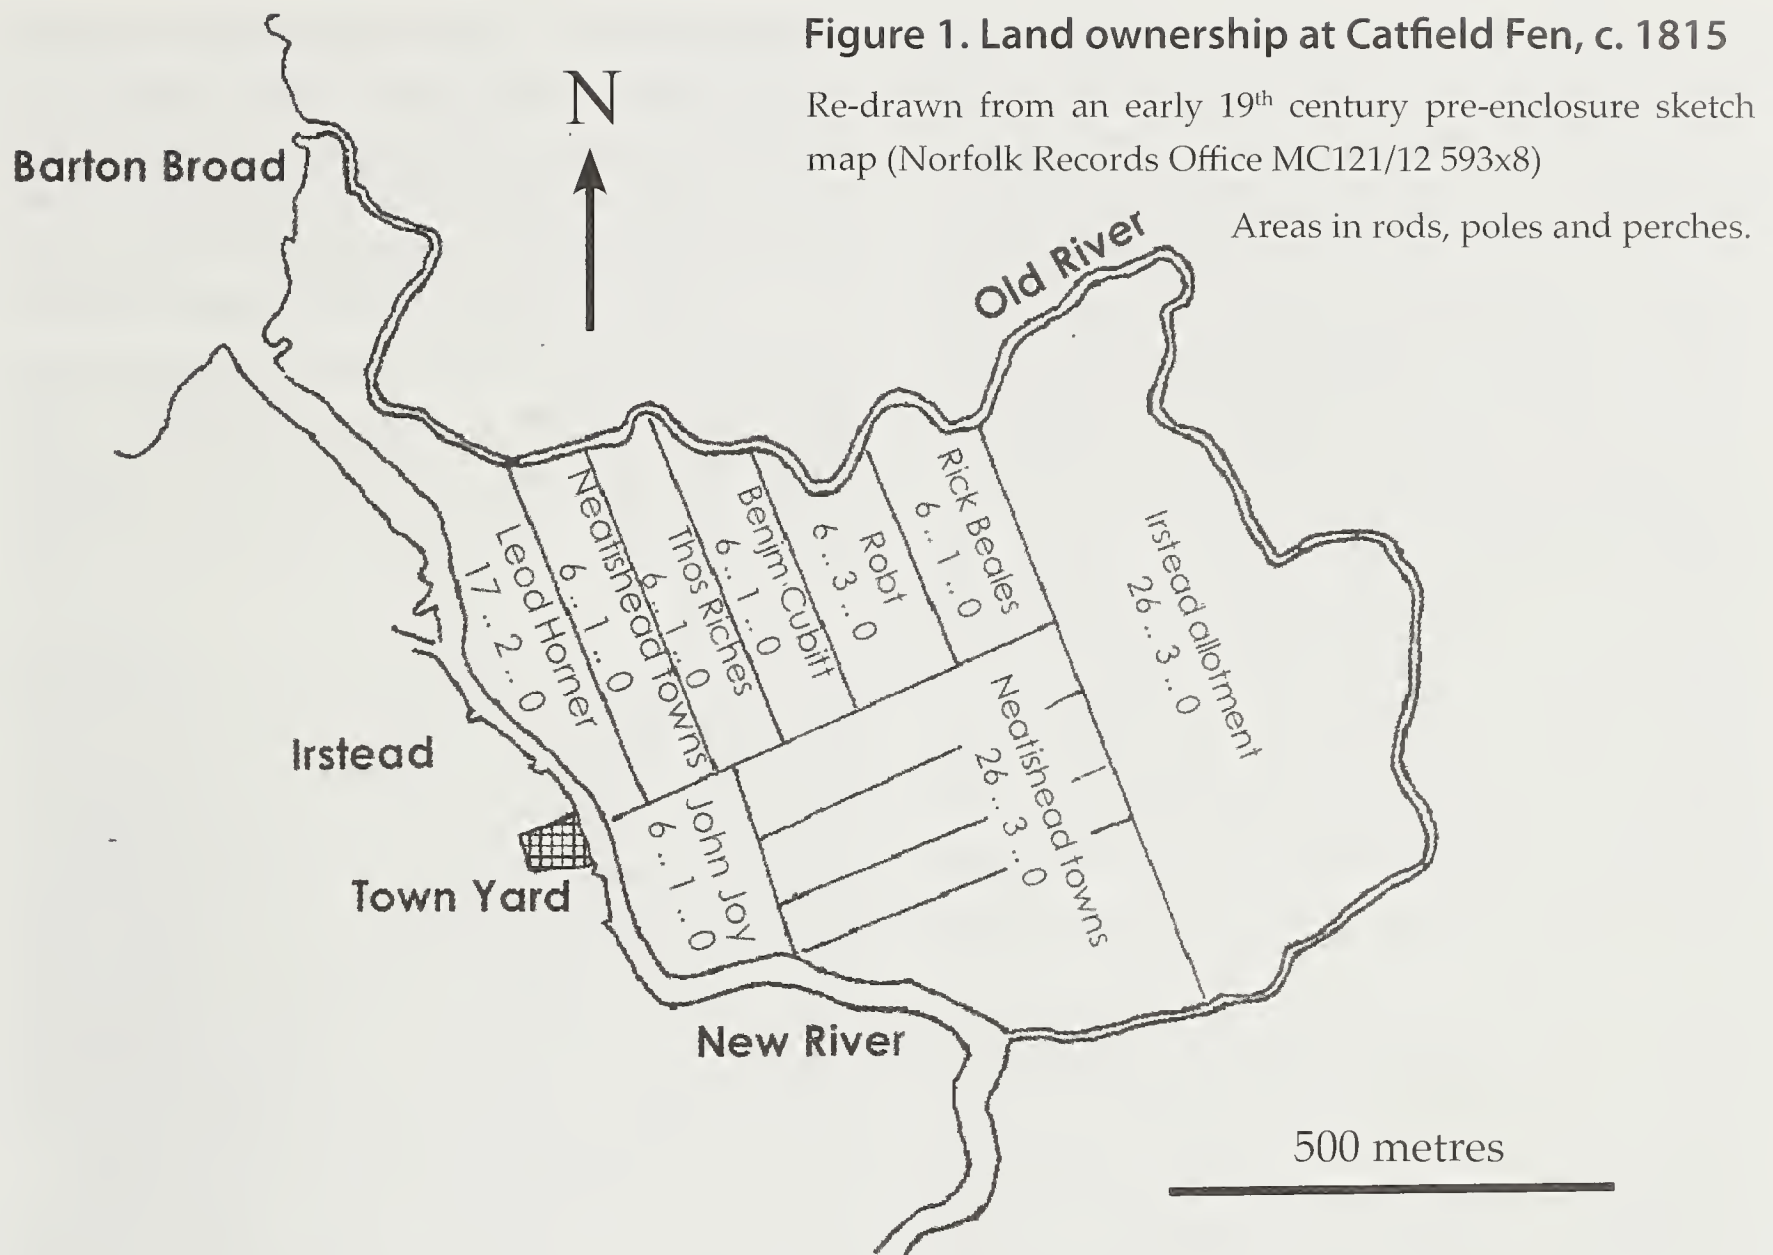 Figure 1. Land ownership at Catfield Fen, c. 1815
Re-drawn from an early 19th century pre-enclosure sketch
map (Norfolk Records Office MC121/12 593x8)
Areas in rods, poles and perches.
N
Barton Broad
Old River
Leod Horner
17 .. 2 .. 0
Neatishead towns
6 .. 1 .. 0
Thos Riches
6 .. 1 .. 0
Benjm Cubitt
6 .. 1 .. 0
Robt
6 .. 3 .. 0
Rick Beales
6 .. 1 .. 0
Irstead allotment
26 .. 3 .. 0
Neatishead towns
26 .. 3 .. 0
John Joy
6 .. 1 .. 0
Irstead
Town Yard
New River
500 metres